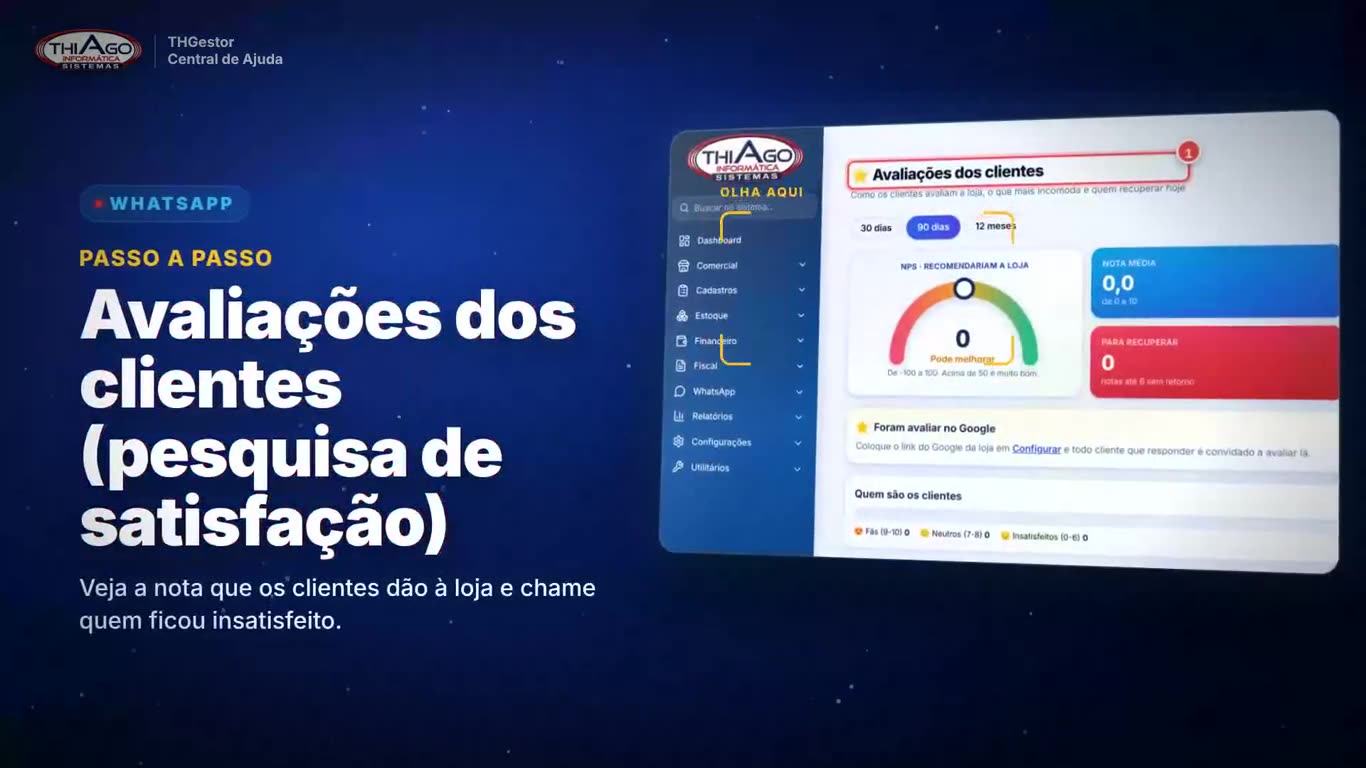 THIAGO
INFORMÁTICA
SISTEMAS
THGestor
Central de Ajuda
WHATSAPP
PASSO A PASSO
Avaliações dos
clientes
(pesquisa de
satisfação)
Veja a nota que os clientes dão à loja e chame
quem ficou insatisfeito.
THIAGO
INFORMÁTICA
SISTEMAS
OLHA AQUI
Buscar no sistema...
Dashboard
Comercial
Cadastros
Estoque
Financeiro
Fiscal
WhatsApp
Relatórios
Configurações
Utilitários
1
Avaliações dos clientes
Como os clientes avaliam a loja, o que mais incomoda e quem recuperar hoje
30 dias
90 dias
12 meses
NPS · RECOMENDARIAM A LOJA
0
Pode melhorar
De -100 a 100. Acima de 50 é muito bom.
NOTA MÉDIA
0,0
de 0 a 10
PARA RECUPERAR
0
notas até 6 sem retorno
Foram avaliar no Google
Coloque o link do Google da loja em Configurar e todo cliente que responder é convidado a avaliar lá.
Quem são os clientes
Fãs (9-10) 0
Neutros (7-8) 0
Insatisfeitos (0-6) 0